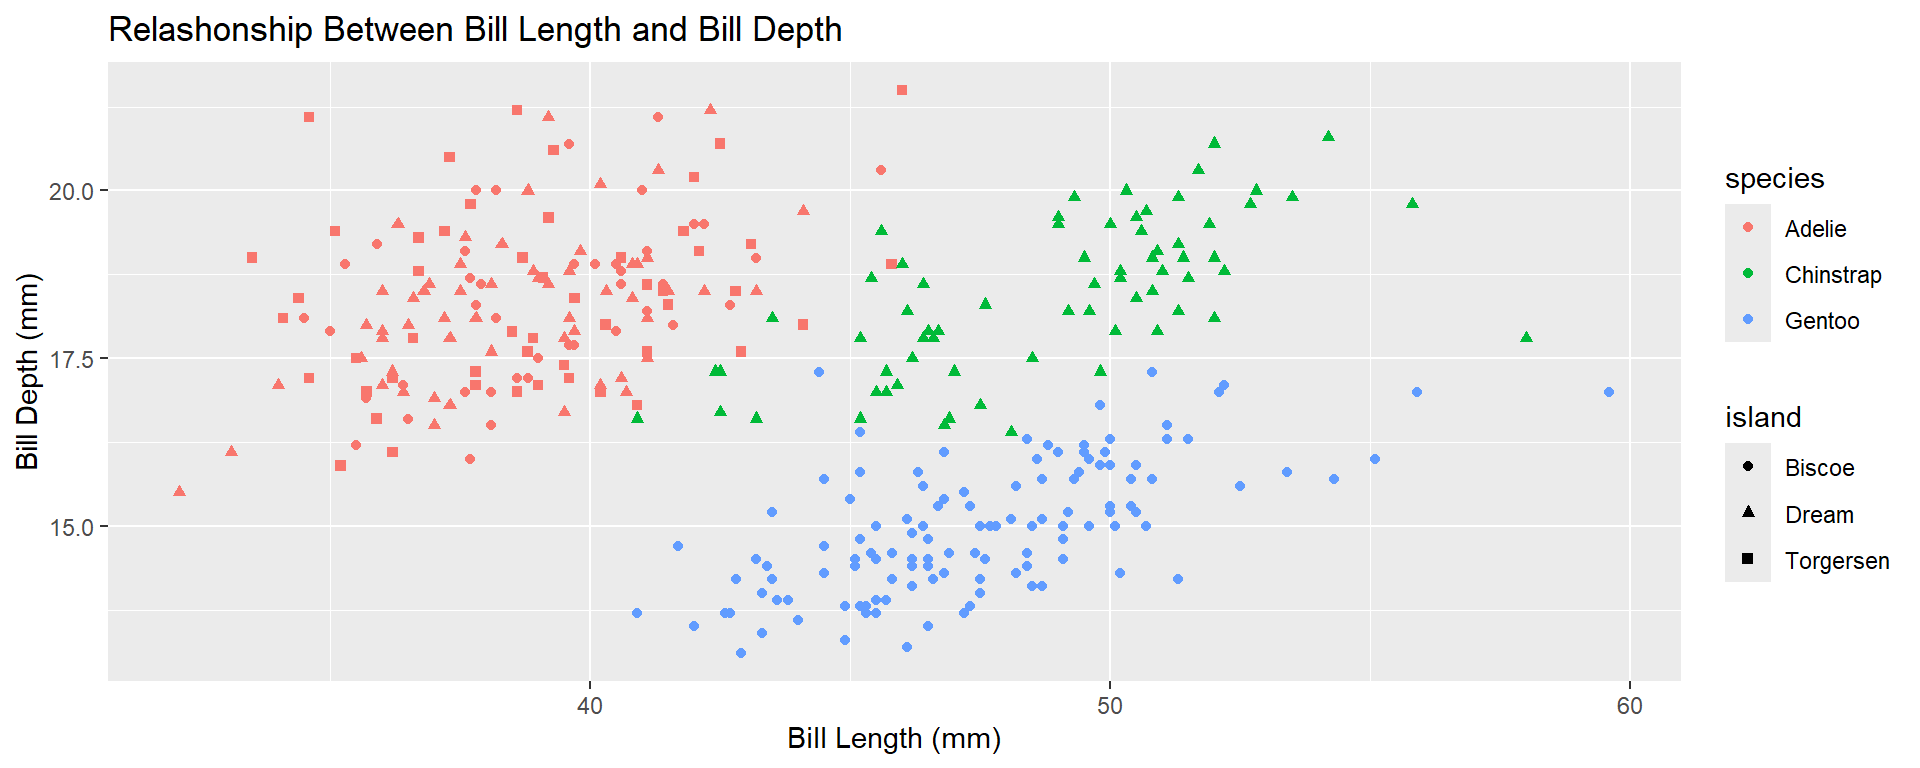 Relashonship Between Bill Length and Bill Depth
Bill Depth (mm)
20.0
17.5
15.0
40
50
60
Bill Length (mm)
species
Adelie
Chinstrap
Gentoo
island
Biscoe
Dream
Torgersen